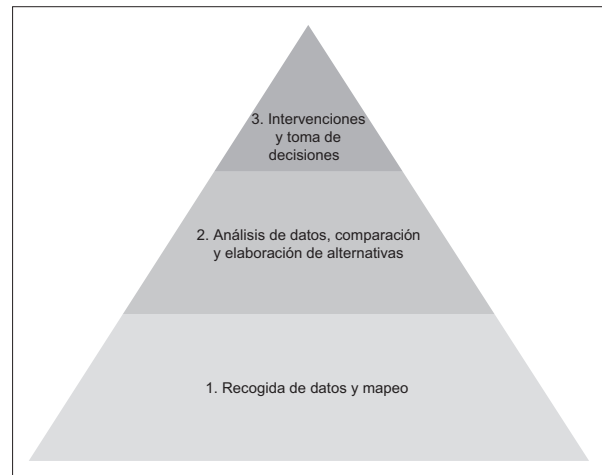 3. Intervenciones
y toma de
decisiones
2. Análisis de datos, comparación
y elaboración de alternativas
1. Recogida de datos y mapeo